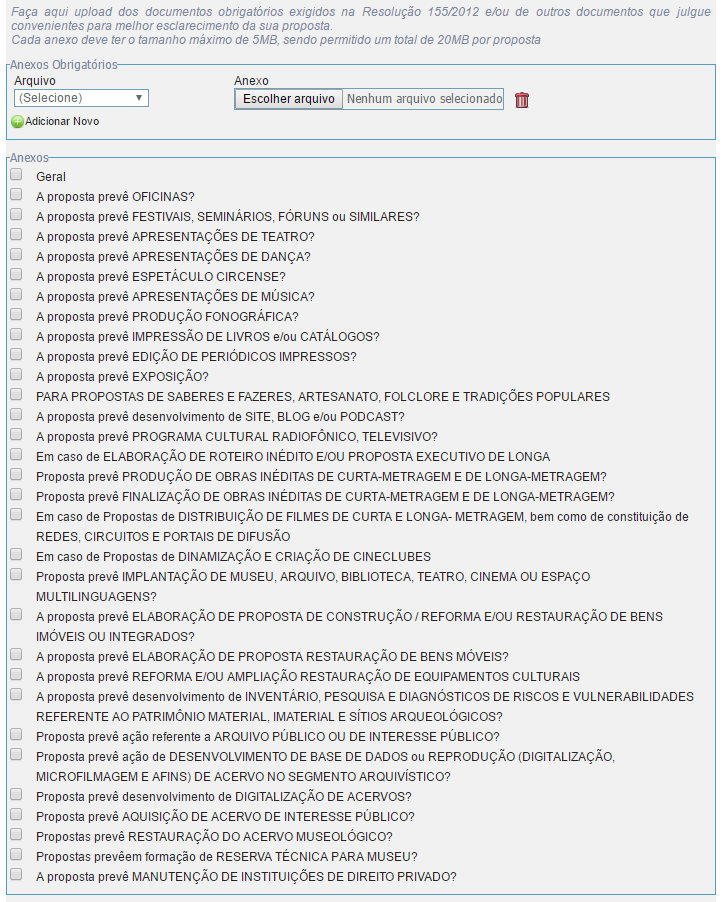 Faça aqui upload dos documentos obrigatórios exigidos na Resolução 155/2012 e/ou de outros documentos que julgue
convenientes para melhor esclarecimento da sua proposta.
Cada anexo deve ter o tamanho máximo de 5MB, sendo permitido um total de 20MB por proposta
Anexos Obrigatórios
Arquivo Anexo
(Selecione) Escolher arquivo Nenhum arquivo selecionado
Adicionar Novo
Anexos
Geral
A proposta prevê OFICINAS?
A proposta prevê FESTIVAIS, SEMINÁRIOS, FÓRUNS ou SIMILARES?
A proposta prevê APRESENTAÇÕES DE TEATRO?
A proposta prevê APRESENTAÇÕES DE DANÇA?
A proposta prevê ESPETÁCULO CIRCENSE?
A proposta prevê APRESENTAÇÕES DE MÚSICA?
A proposta prevê PRODUÇÃO FONOGRÁFICA?
A proposta prevê IMPRESSÃO DE LIVROS e/ou CATÁLOGOS?
A proposta prevê EDIÇÃO DE PERIÓDICOS IMPRESSOS?
A proposta prevê EXPOSIÇÃO?
PARA PROPOSTAS DE SABERES E FAZERES, ARTESANATO, FOLCLORE E TRADIÇÕES POPULARES
A proposta prevê desenvolvimento de SITE, BLOG e/ou PODCAST?
A proposta prevê PROGRAMA CULTURAL RADIOFÔNICO, TELEVISIVO?
Em caso de ELABORAÇÃO DE ROTEIRO INÉDITO E/OU PROPOSTA EXECUTIVO DE LONGA
Proposta prevê PRODUÇÃO DE OBRAS INÉDITAS DE CURTA-METRAGEM E DE LONGA-METRAGEM?
Proposta prevê FINALIZAÇÃO DE OBRAS INÉDITAS DE CURTA-METRAGEM E DE LONGA-METRAGEM?
Em caso de Propostas de DISTRIBUIÇÃO DE FILMES DE CURTA E LONGA- METRAGEM, bem como de constituição de
REDES, CIRCUITOS E PORTAIS DE DIFUSÃO
Em caso de Propostas de DINAMIZAÇÃO E CRIAÇÃO DE CINECLUBES
Proposta prevê IMPLANTAÇÃO DE MUSEU, ARQUIVO, BIBLIOTECA, TEATRO, CINEMA OU ESPAÇO
MULTILINGUAGENS?
A proposta prevê ELABORAÇÃO DE PROPOSTA DE CONSTRUÇÃO / REFORMA E/OU RESTAURAÇÃO DE BENS
IMÓVEIS OU INTEGRADOS?
A proposta prevê ELABORAÇÃO DE PROPOSTA RESTAURAÇÃO DE BENS MÓVEIS?
A proposta prevê REFORMA E/OU AMPLIAÇÃO RESTAURAÇÃO DE EQUIPAMENTOS CULTURAIS
A proposta prevê desenvolvimento de INVENTÁRIO, PESQUISA E DIAGNÓSTICOS DE RISCOS E VULNERABILIDADES
REFERENTE AO PATRIMÔNIO MATERIAL, IMATERIAL E SÍTIOS ARQUEOLÓGICOS?
Proposta prevê ação referente a ARQUIVO PÚBLICO OU DE INTERESSE PÚBLICO?
Proposta prevê ação de DESENVOLVIMENTO DE BASE DE DADOS ou REPRODUÇÃO (DIGITALIZAÇÃO,
MICROFILMAGEM E AFINS) DE ACERVO NO SEGMENTO ARQUIVÍSTICO?
Proposta prevê desenvolvimento de DIGITALIZAÇÃO DE ACERVOS?
Proposta prevê AQUISIÇÃO DE ACERVO DE INTERESSE PÚBLICO?
Propostas prevê RESTAURAÇÃO DO ACERVO MUSEOLÓGICO?
Propostas prevêem formação de RESERVA TÉCNICA PARA MUSEU?
A proposta prevê MANUTENÇÃO DE INSTITUIÇÕES DE DIREITO PRIVADO?